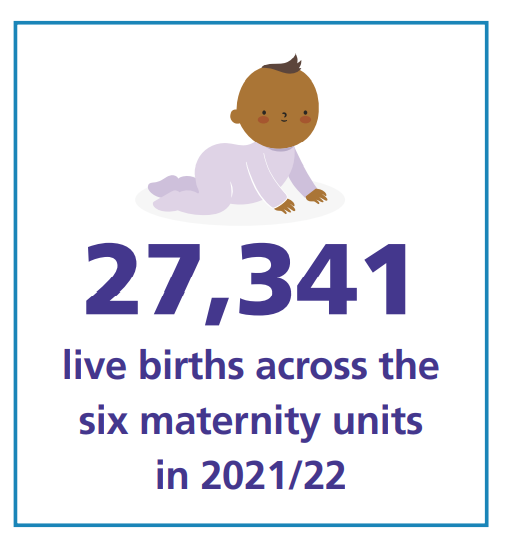 27,341
live births across the
six maternity units
in 2021/22